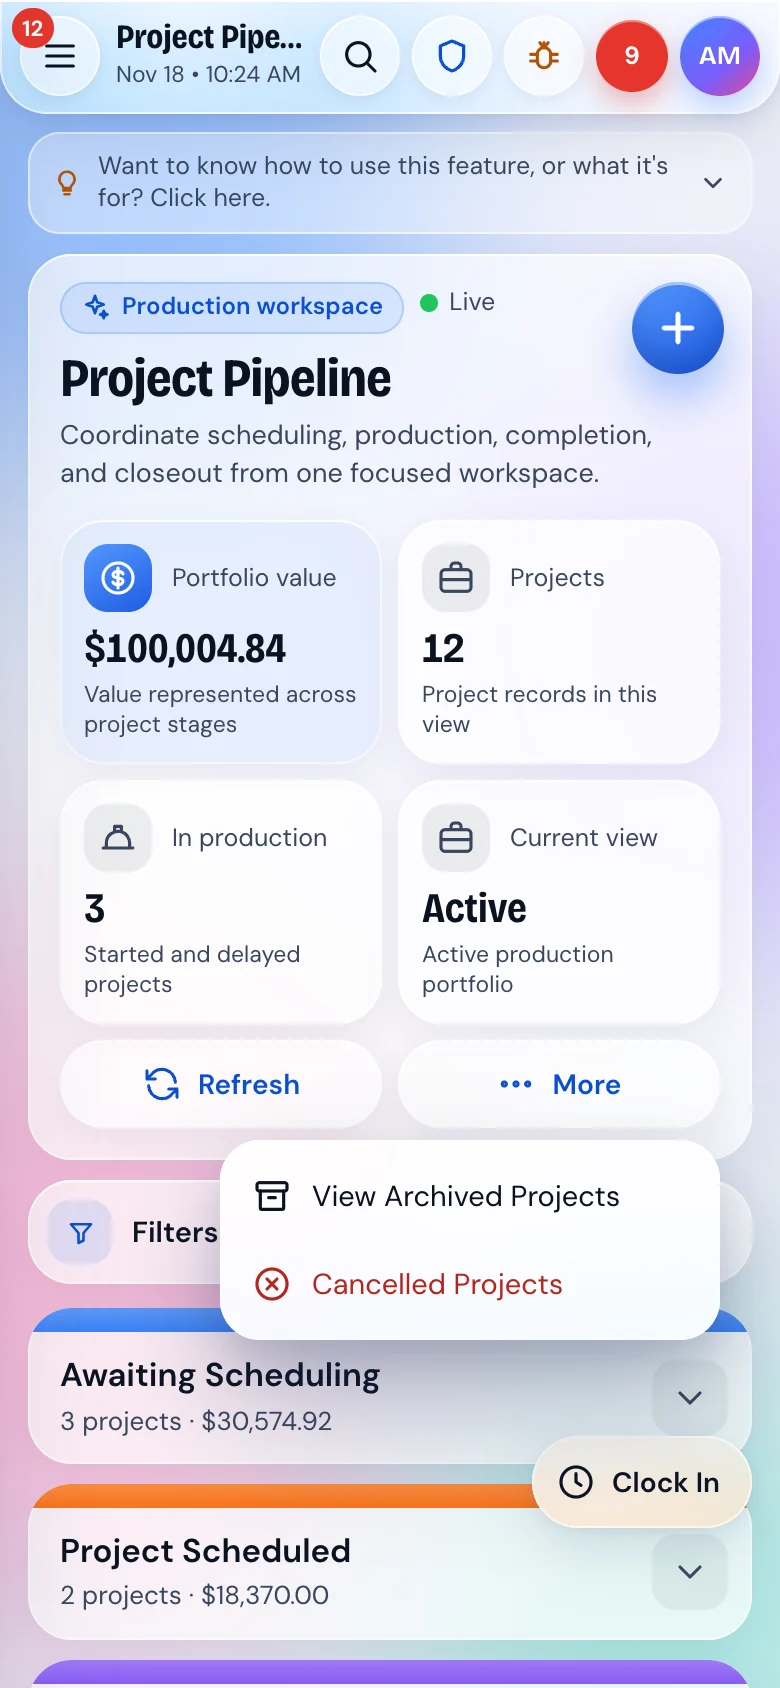 12
Project Pipe...
Nov 18 • 10:24 AM
9
AM
Want to know how to use this feature, or what it's
for? Click here.
Production workspace
Live
Project Pipeline
Coordinate scheduling, production, completion,
and closeout from one focused workspace.
Portfolio value
$100,004.84
Value represented across
project stages
Projects
12
Project records in this
view
In production
3
Started and delayed
projects
Current view
Active
Active production
portfolio
Refresh
More
View Archived Projects
Cancelled Projects
Filters
Awaiting Scheduling
3 projects · $30,574.92
Clock In
Project Scheduled
2 projects · $18,370.00